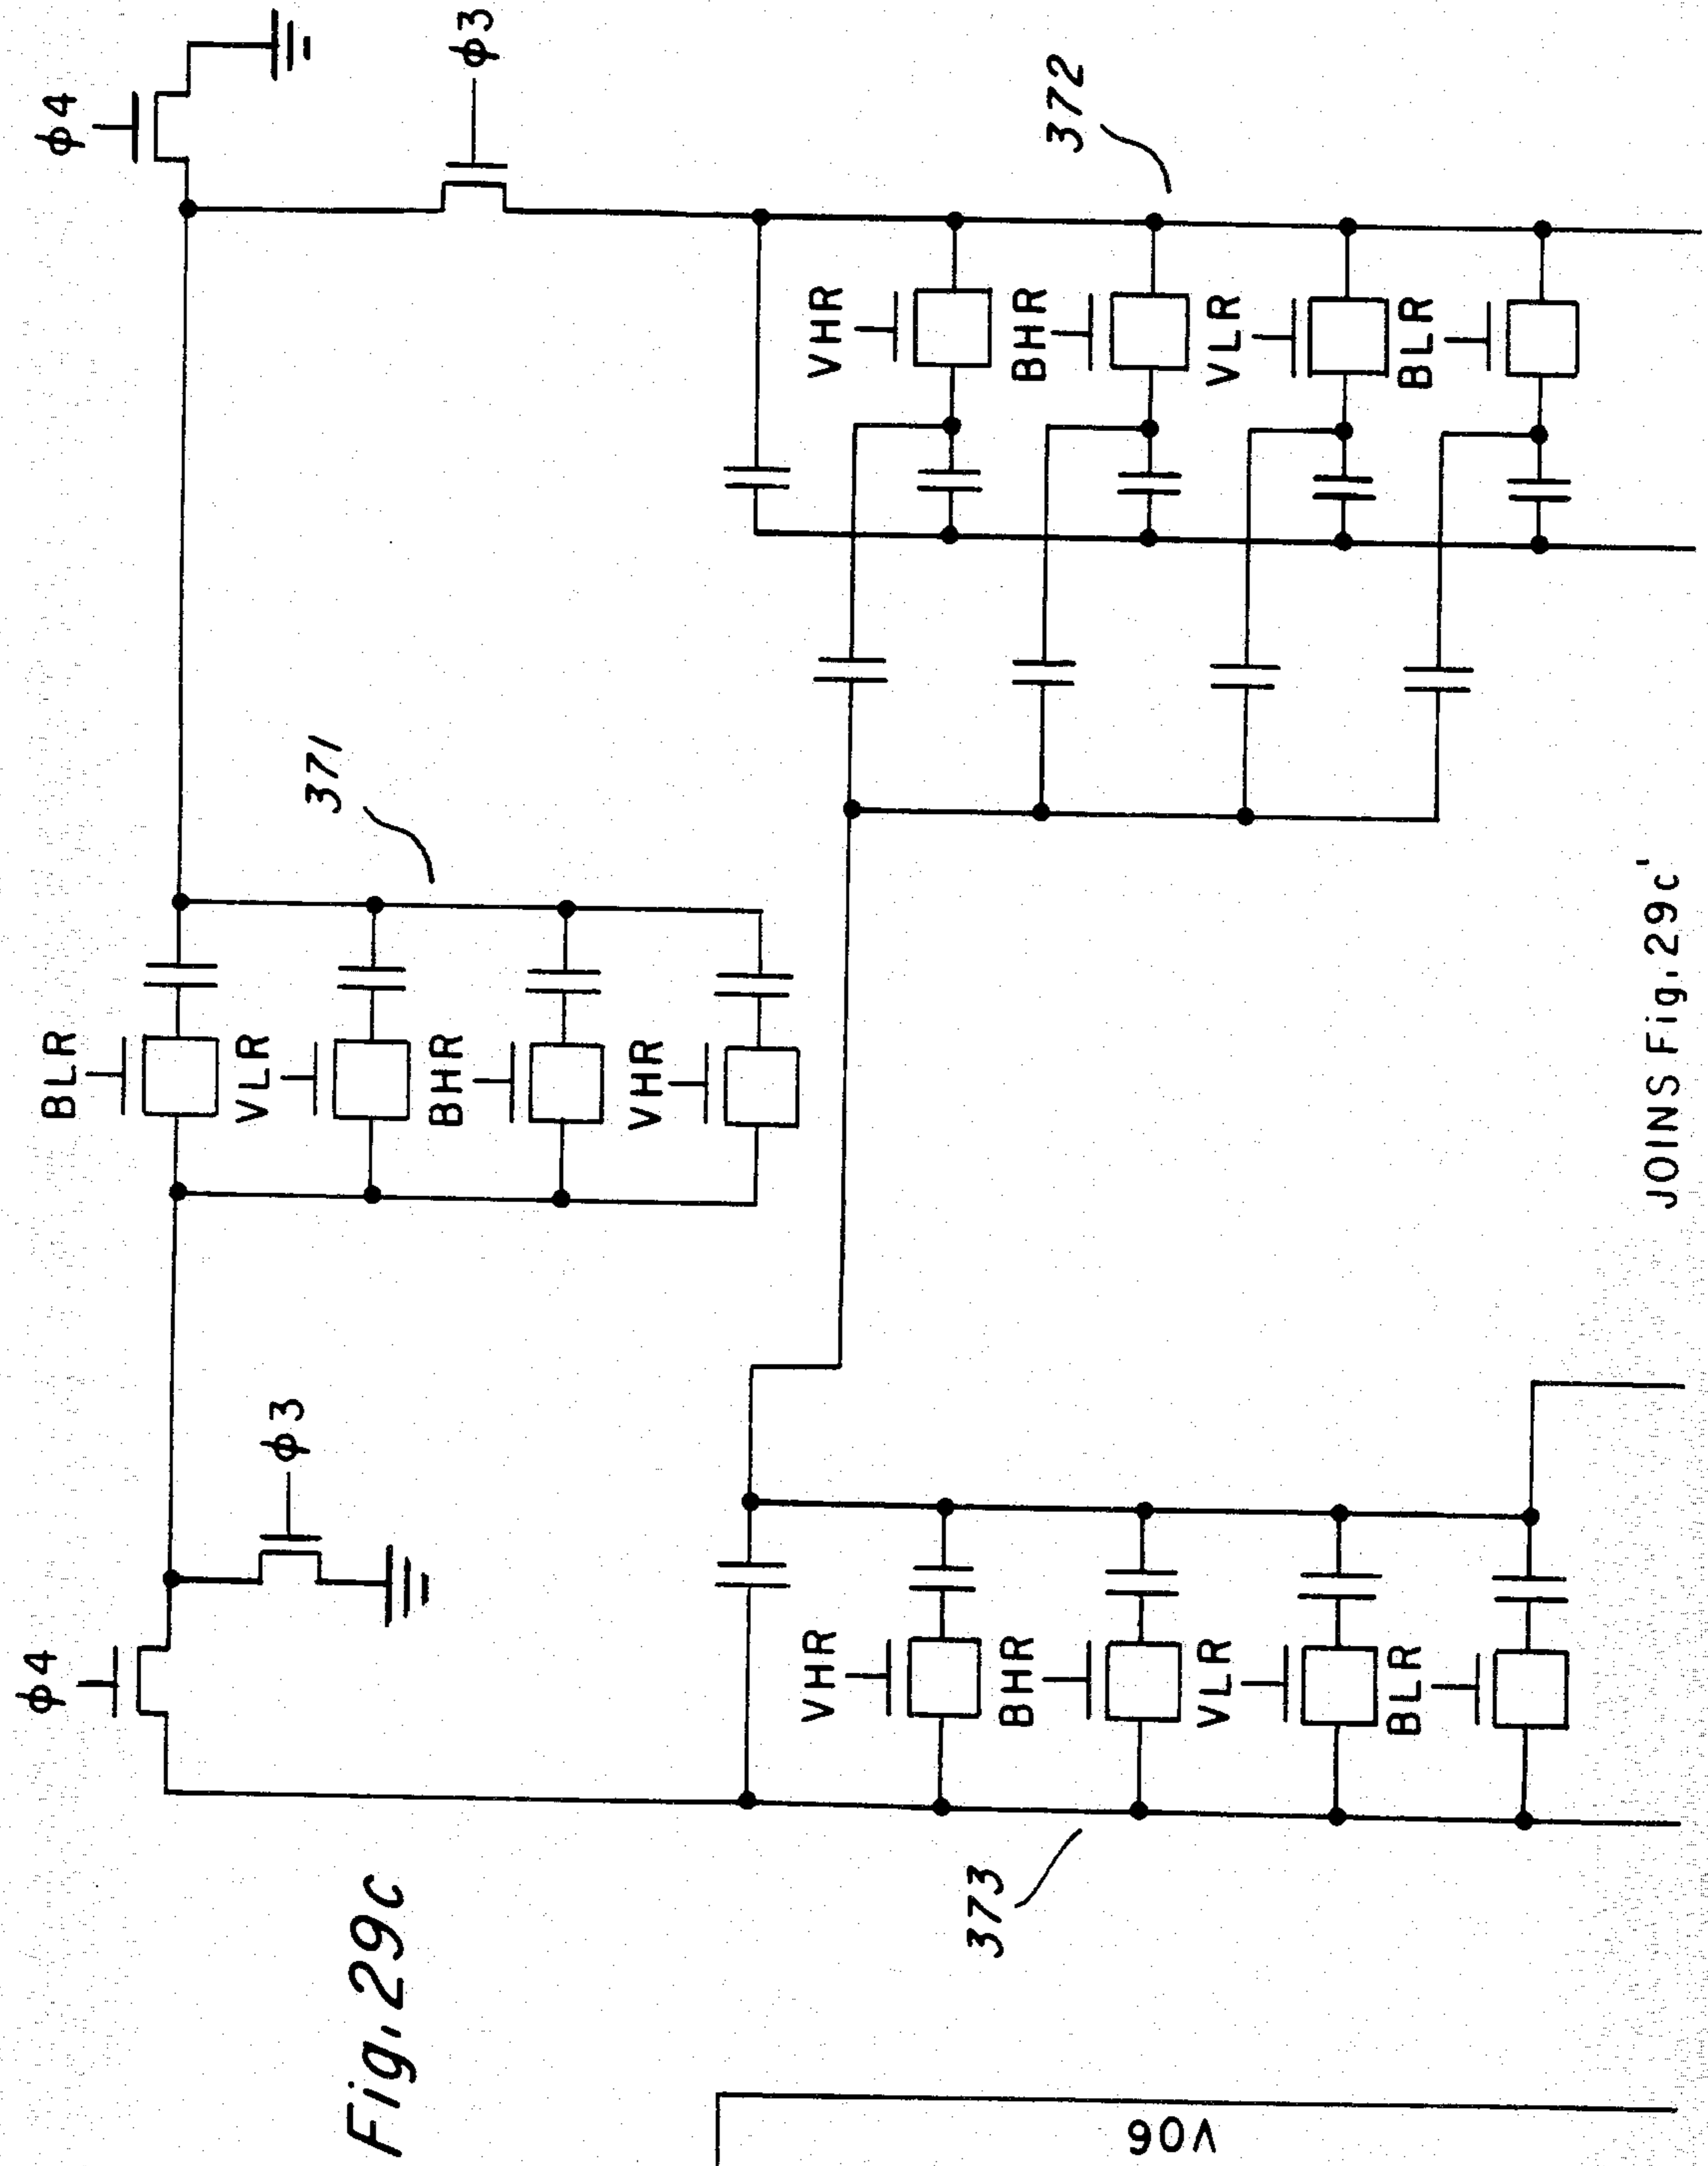 Fig. 29c
φ4
φ3
φ4
φ3
BLR
VLR
BHR
VHR
371
VHR
BHR
VLR
BLR
372
VHR
BHR
VLR
BLR
373
VO6
JOINS Fig. 29c'